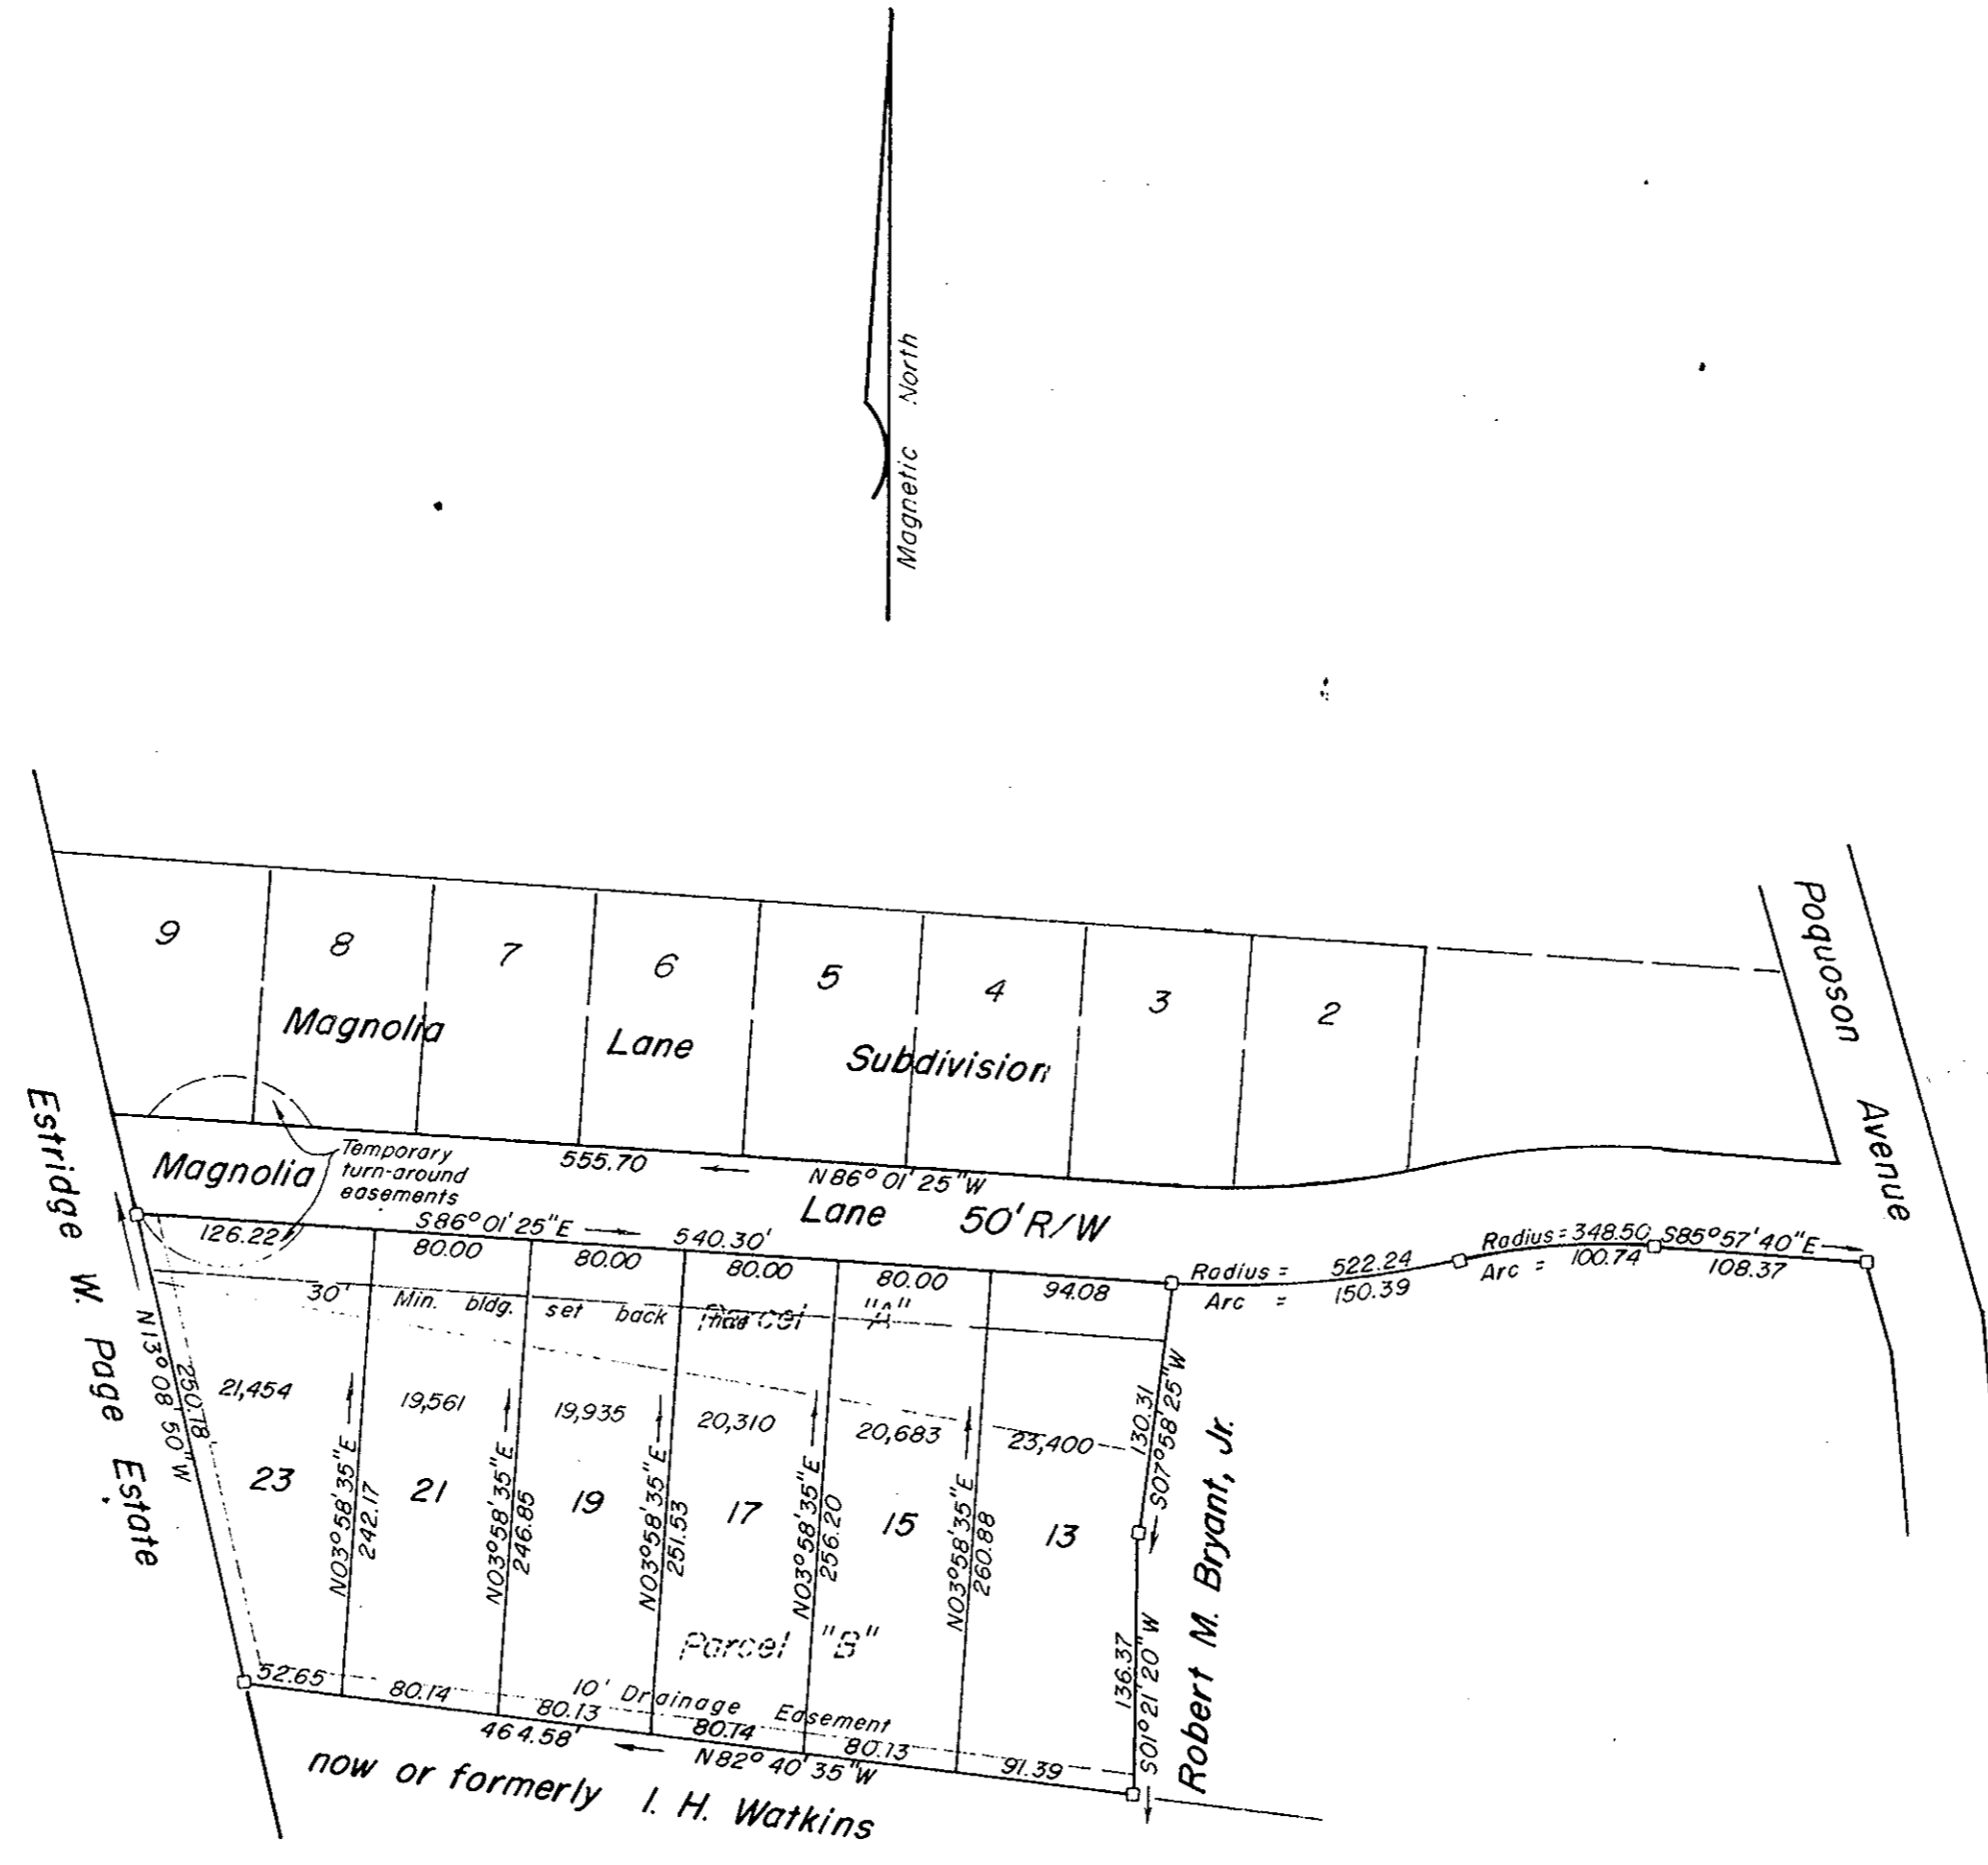 Magnetic North
Poquoson Avenue
9
8
7
6
5
4
3
2
Magnolia Lane Subdivision
Estridge W. Page Estate
Temporary
turn-around
easements
555.70
N86°01'25"W
Magnolia Lane 50' R/W
S86°01'25"E
540.30'
126.22
80.00
80.00
80.00
80.00
94.08
Radius = 522.24
Arc = 150.39
Radius = 348.50
Arc = 100.74
S85°57'40"E
108.37
30' Min. bldg. set back line
Parcel "A"
N13°08'50"W
250.78
21,454
19,561
19,935
20,310
20,683
23,400
23
21
19
17
15
13
N03°58'35"E
242.17
N03°58'35"E
246.85
N03°58'35"E
251.53
N03°58'35"E
256.20
N03°58'35"E
260.88
130.31
S07°58'25"W
136.37
S01°21'20"W
Robert M. Bryant, Jr.
Parcel "B"
10' Drainage Easement
52.65
80.14
80.13
80.14
80.13
91.39
464.58'
N82°40'35"W
now or formerly I. H. Watkins